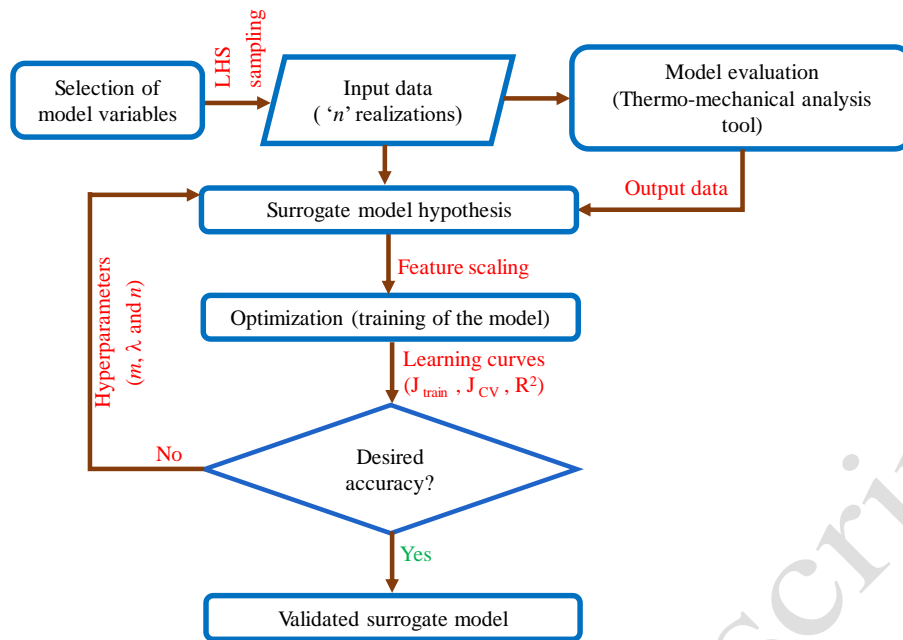 Selection of
model variables
LHS
sampling
Input data
( ‘n’ realizations)
Model evaluation
(Thermo-mechanical analysis
tool)
Output data
Surrogate model hypothesis
Feature scaling
Optimization (training of the model)
Learning curves
(J train , J CV , R²)
Hyperparameters
(m, λ and n)
No
Desired
accuracy?
Yes
Validated surrogate model
scri